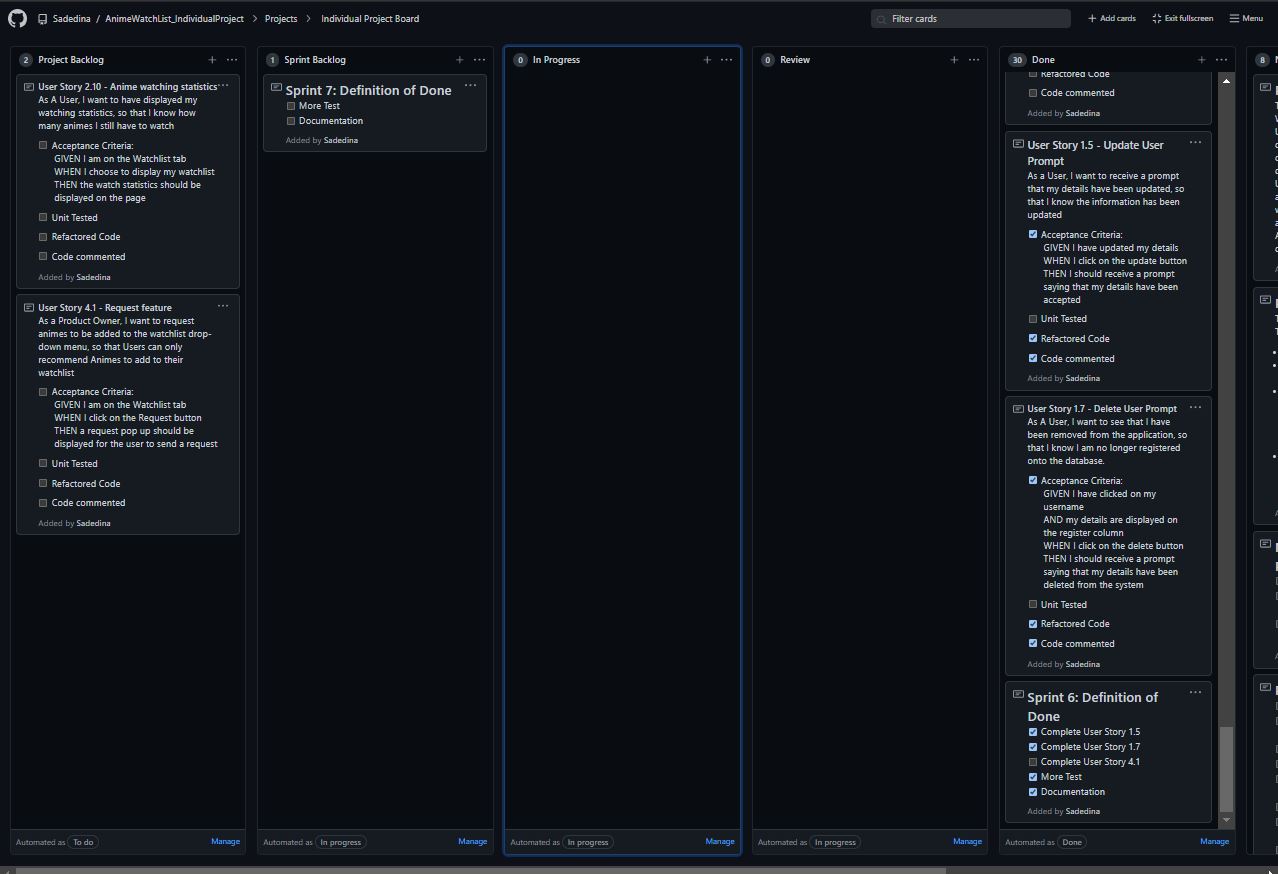 Sadedina / AnimeWatchList_IndividualProject > Projects > Individual Project Board
Filter cards
+ Add cards
Exit fullscreen
Menu
2 Project Backlog
User Story 2.10 - Anime watching statistics
As A User, I want to have displayed my
watching statistics, so that I know how
many animes I still have to watch
Acceptance Criteria:
GIVEN I am on the Watchlist tab
WHEN I choose to display my watchlist
THEN the watch statistics should be
displayed on the page
Unit Tested
Refactored Code
Code commented
Added by Sadedina
User Story 4.1 - Request feature
As a Product Owner, I want to request
animes to be added to the watchlist drop-
down menu, so that Users can only
recommend Animes to add to their
watchlist
Acceptance Criteria:
GIVEN I am on the Watchlist tab
WHEN I click on the Request button
THEN a request pop up should be
displayed for the user to send a request
Unit Tested
Refactored Code
Code commented
Added by Sadedina
Automated as To do
Manage
1 Sprint Backlog
Sprint 7: Definition of Done
More Test
Documentation
Added by Sadedina
Automated as In progress
Manage
0 In Progress
Automated as In progress
Manage
0 Review
Automated as In progress
Manage
30 Done
Refactored Code
Code commented
Added by Sadedina
User Story 1.5 - Update User
Prompt
As a User, I want to receive a prompt
that my details have been updated, so
that I know the information has been
updated
Acceptance Criteria:
GIVEN I have updated my details
WHEN I click on the update button
THEN I should receive a prompt
saying that my details have been
accepted
Unit Tested
Refactored Code
Code commented
Added by Sadedina
User Story 1.7 - Delete User Prompt
As A User, I want to see that I have
been removed from the application, so
that I know I am no longer registered
onto the database.
Acceptance Criteria:
GIVEN I have clicked on my
username
AND my details are displayed on
the register column
WHEN I click on the delete button
THEN I should receive a prompt
saying that my details have been
deleted from the system
Unit Tested
Refactored Code
Code commented
Added by Sadedina
Sprint 6: Definition of
Done
Complete User Story 1.5
Complete User Story 1.7
Complete User Story 4.1
More Test
Documentation
Added by Sadedina
Automated as Done
Manage
8